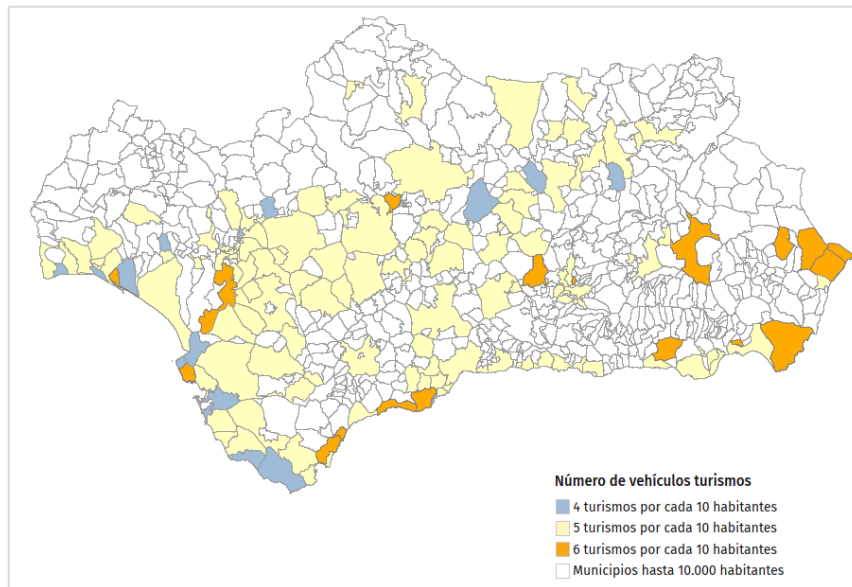 Número de vehículos turismos
4 turismos por cada 10 habitantes
5 turismos por cada 10 habitantes
6 turismos por cada 10 habitantes
Municipios hasta 10.000 habitantes